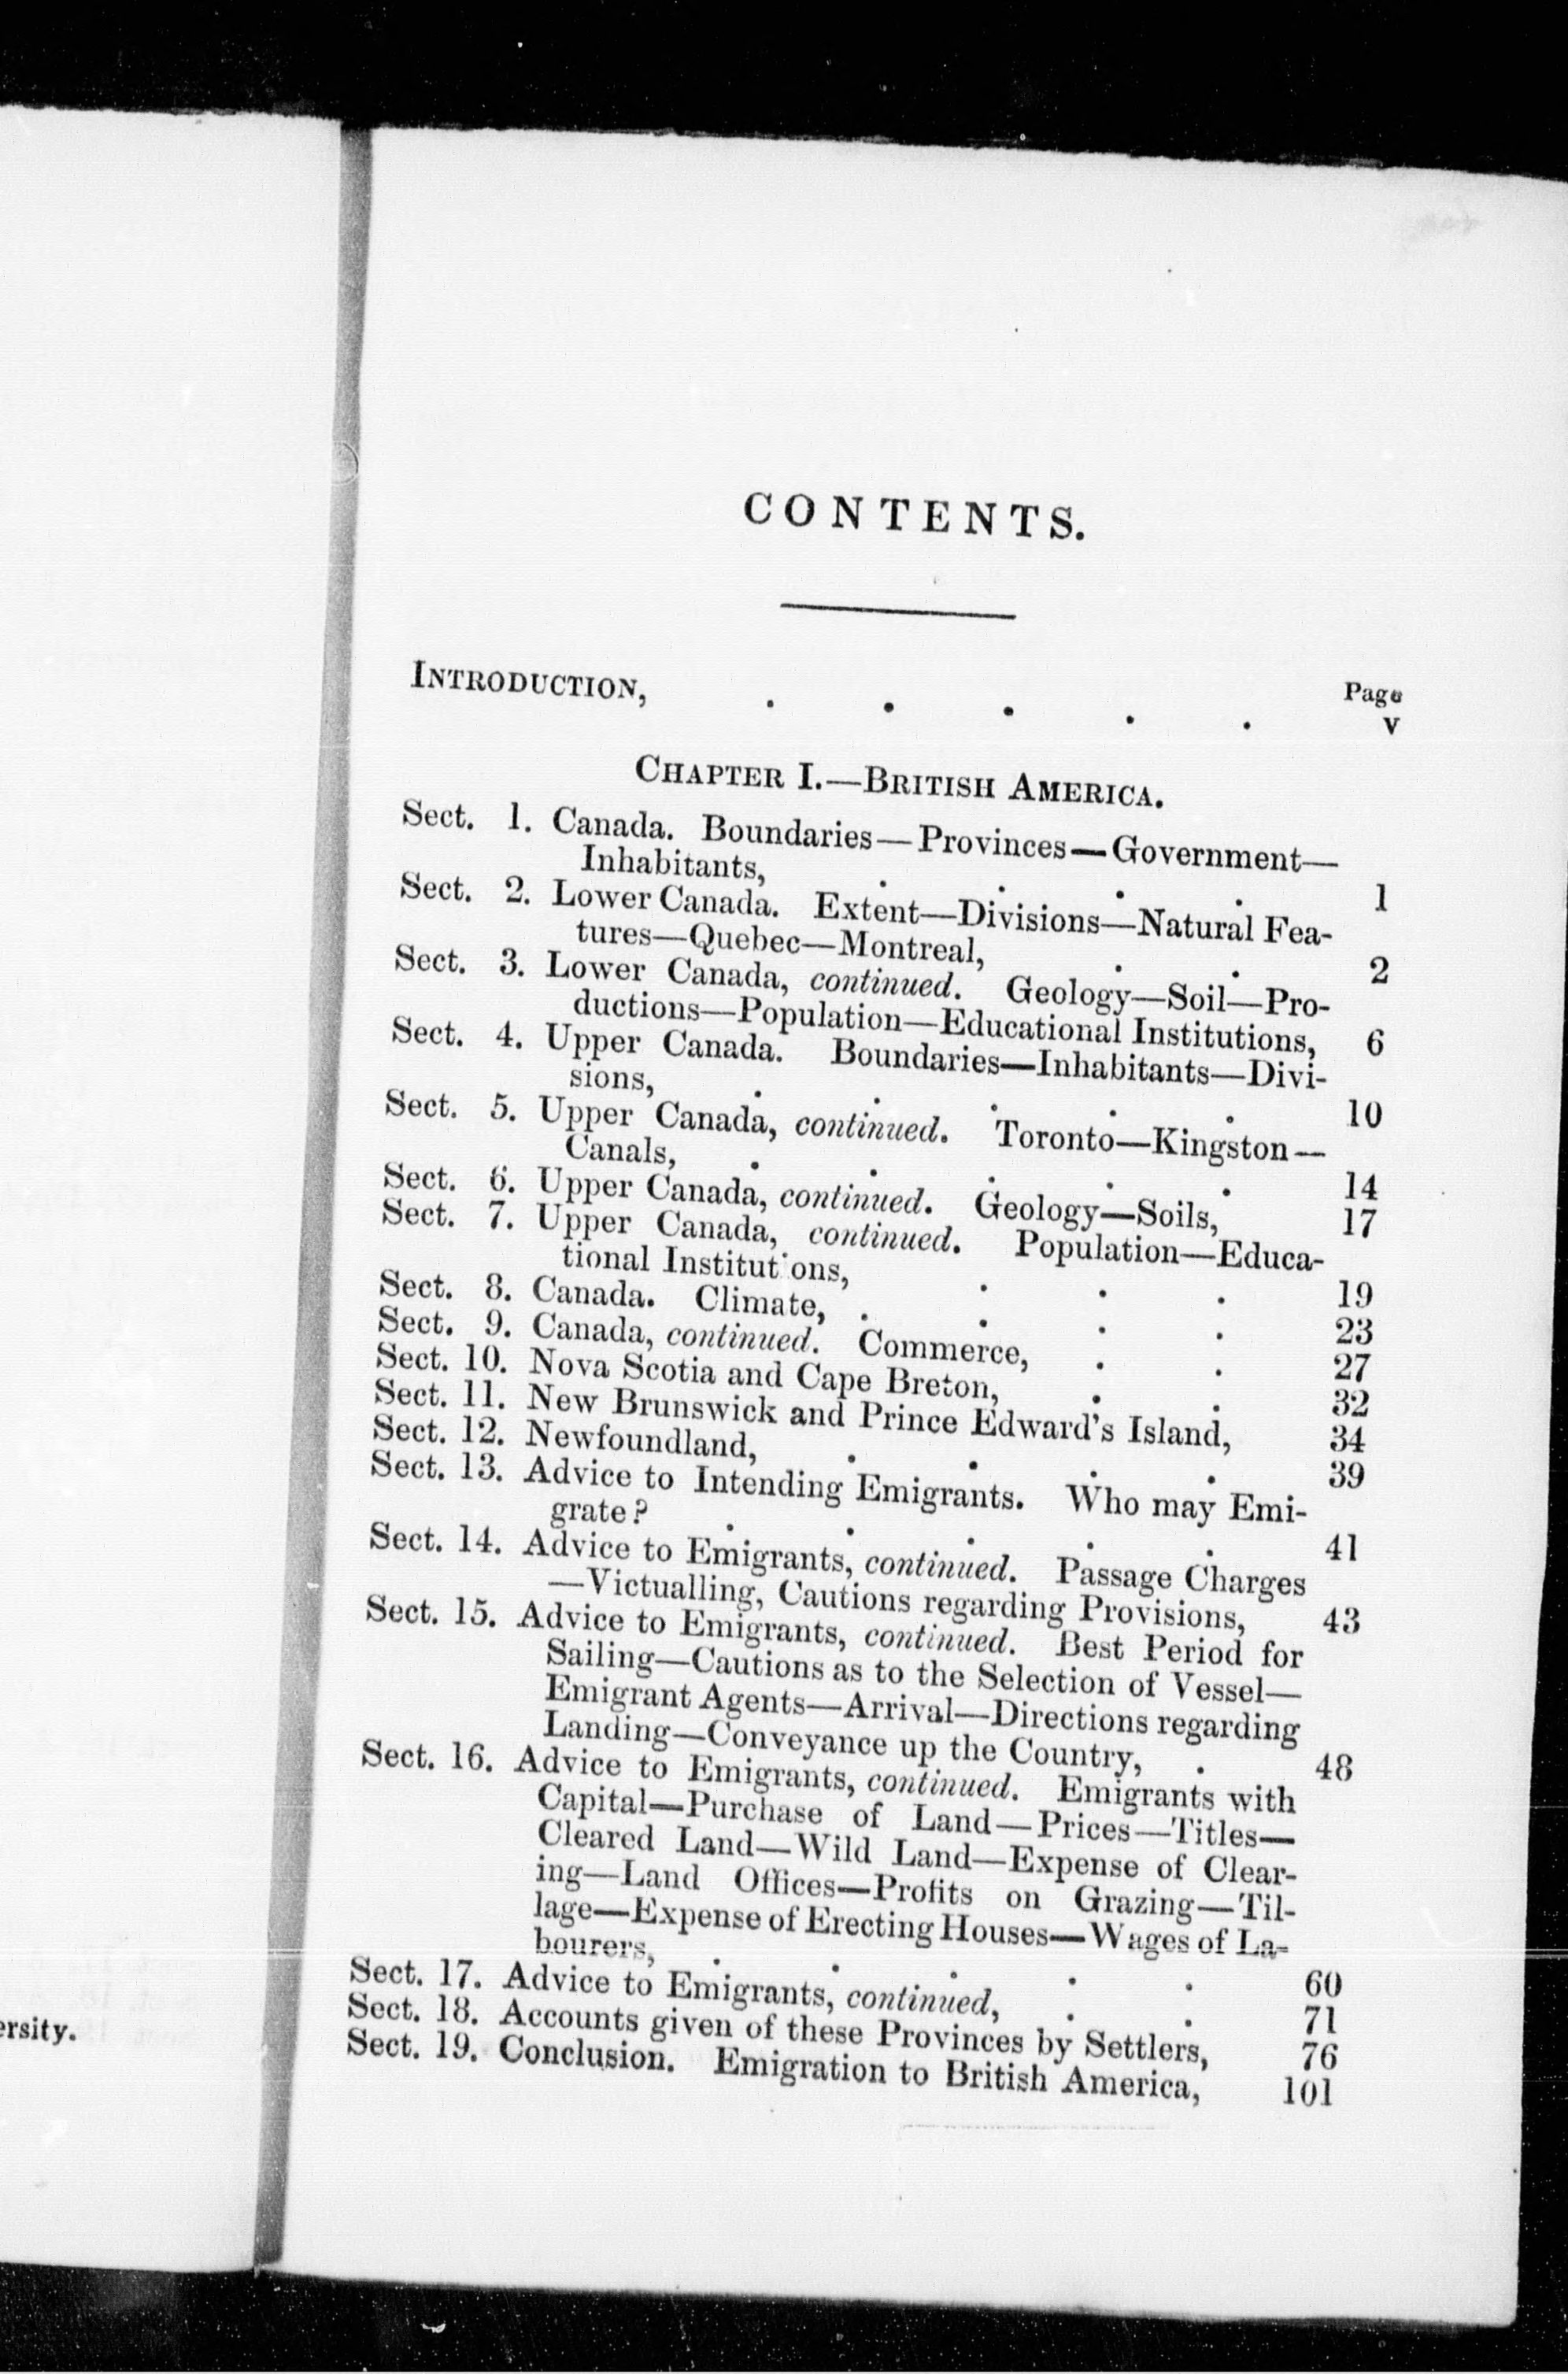 CONTENTS.
Page
INTRODUCTION, . . . . . v
CHAPTER I.—BRITISH AMERICA.
Sect. 1. Canada. Boundaries—Provinces—Government—
Inhabitants, . . . . 1
Sect. 2. Lower Canada. Extent—Divisions—Natural Fea-
tures—Quebec—Montreal, . . 2
Sect. 3. Lower Canada, continued. Geology—Soil—Pro-
ductions—Population—Educational Institutions, 6
Sect. 4. Upper Canada. Boundaries—Inhabitants—Divi-
sions, . . . . . 10
Sect. 5. Upper Canada, continued. Toronto—Kingston—
Canals, . . . . . 14
Sect. 6. Upper Canada, continued. Geology—Soils, 17
Sect. 7. Upper Canada, continued. Population—Educa-
tional Institutions, . . . 19
Sect. 8. Canada. Climate, . . . . 23
Sect. 9. Canada, continued. Commerce, . . 27
Sect. 10. Nova Scotia and Cape Breton, . . 32
Sect. 11. New Brunswick and Prince Edward's Island, 34
Sect. 12. Newfoundland, . . . . 39
Sect. 13. Advice to Intending Emigrants. Who may Emi-
grate? . . . . . 41
Sect. 14. Advice to Emigrants, continued. Passage Charges
—Victualling, Cautions regarding Provisions, 43
Sect. 15. Advice to Emigrants, continued. Best Period for
Sailing—Cautions as to the Selection of Vessel—
Emigrant Agents—Arrival—Directions regarding
Landing—Conveyance up the Country, . 48
Sect. 16. Advice to Emigrants, continued. Emigrants with
Capital—Purchase of Land—Prices—Titles—
Cleared Land—Wild Land—Expense of Clear-
ing—Land Offices—Profits on Grazing—Til-
lage—Expense of Erecting Houses—Wages of La-
bourers, . . . . . 60
Sect. 17. Advice to Emigrants, continued, . . 71
Sect. 18. Accounts given of these Provinces by Settlers, 76
Sect. 19. Conclusion. Emigration to British America, 101
ersity.